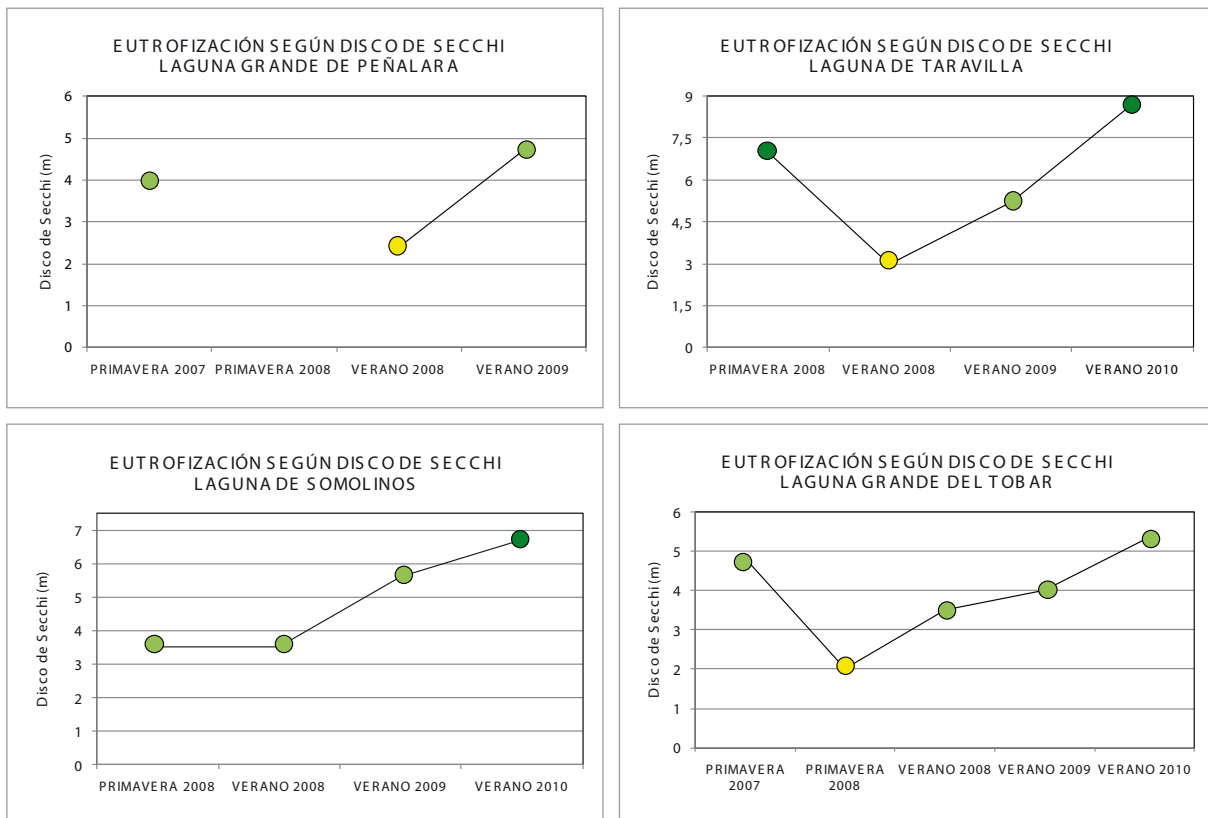 EUTROFIZACIÓN SEGÚN DISCO DE SECCHI
LAGUNA GRANDE DE PEÑALARA
Disco de Secchi (m)
6
5
4
3
2
1
0
PRIMAVERA 2007 PRIMAVERA 2008 VERANO 2008 VERANO 2009
EUTROFIZACIÓN SEGÚN DISCO DE SECCHI
LAGUNA DE TARAVILLA
Disco de Secchi (m)
9
7,5
6
4,5
3
1,5
0
PRIMAVERA 2008 VERANO 2008 VERANO 2009 VERANO 2010
EUTROFIZACIÓN SEGÚN DISCO DE SECCHI
LAGUNA DE SOMOLINOS
Disco de Secchi (m)
7
6
5
4
3
2
1
0
PRIMAVERA 2008 VERANO 2008 VERANO 2009 VERANO 2010
EUTROFIZACIÓN SEGÚN DISCO DE SECCHI
LAGUNA GRANDE DEL TOBAR
Disco de Secchi (m)
6
5
4
3
2
1
0
PRIMAVERA PRIMAVERA VERANO 2008 VERANO 2009 VERANO 2010
2007 2008